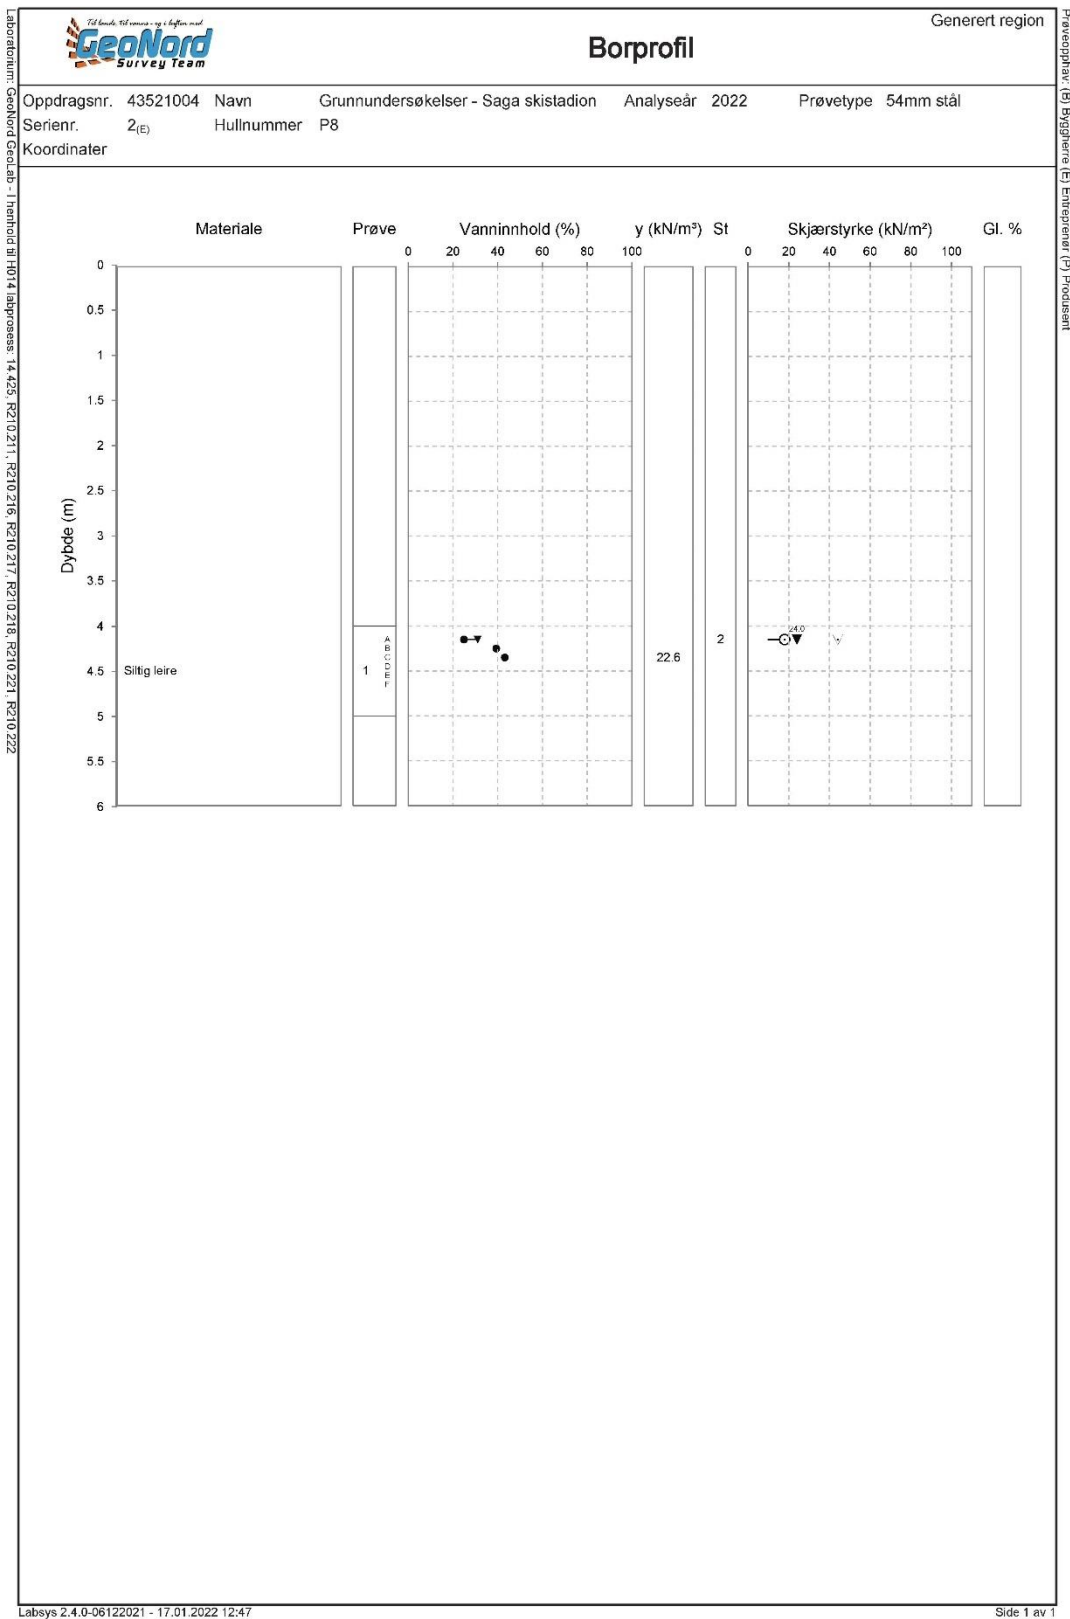 Til lands, til vanns - og i luften med
GeoNord
Survey Team
Borprofil
Generert region
Oppdragsnr. 43521004 Navn Grunnundersøkelser - Saga skistadion Analyseår 2022 Prøvetype 54mm stål
Serienr. 2(E) Hullnummer P8
Koordinater
Materiale Prøve Vanninnhold (%) y (kN/m³) St Skjærstyrke (kN/m²) Gl. %
0 20 40 60 80 100 0 20 40 60 80 100
Dybde (m)
0
0.5
1
1.5
2
2.5
3
3.5
4
4.5
5
5.5
6
Siltig leire
1
A
B
C
D
E
F
22.6
2
24.0
Laboratorium: GeoNord GeoLab - I henhold til H014 labprosess: 14.425, R210.211, R210.216, R210.217, R210.218, R210.221, R210.222
Prøveopphav: (B) Byggherre (E) Entreprenør (P) Produsent
Labsys 2.4.0-06122021 - 17.01.2022 12:47
Side 1 av 1